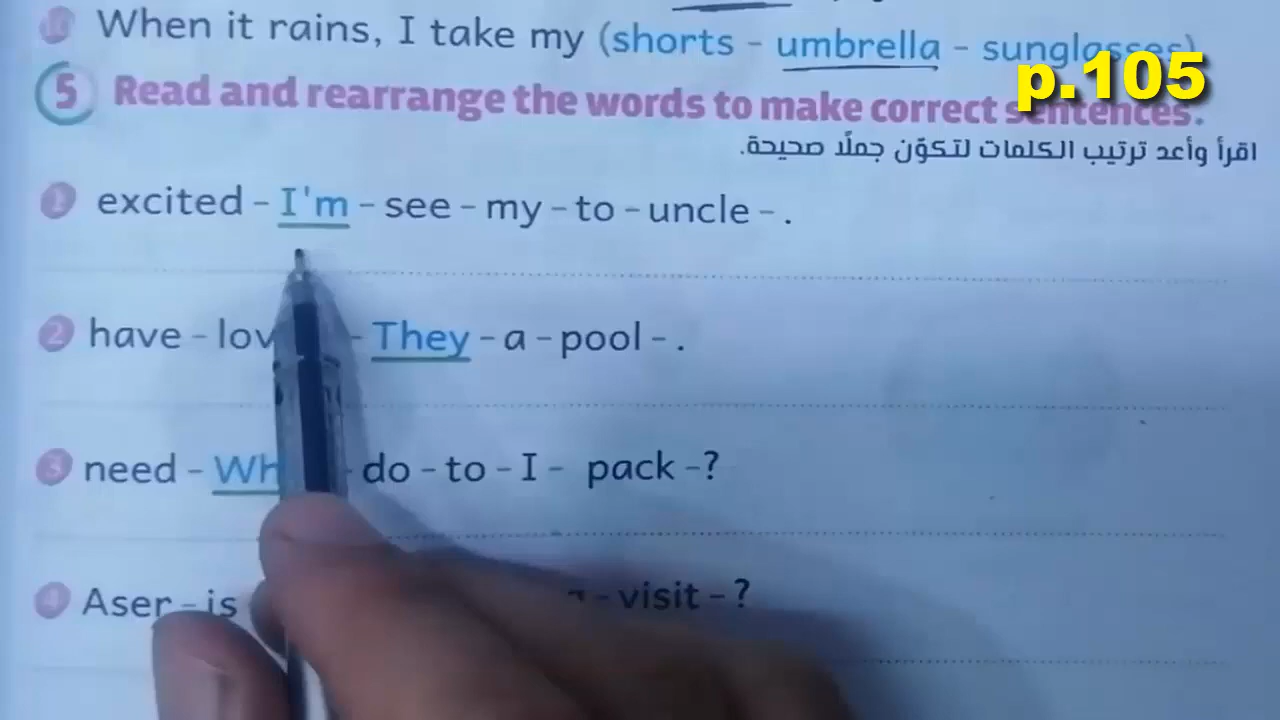 10 When it rains, I take my (shorts - umbrella - sunglasses)
p.105
5 Read and rearrange the words to make correct sentences.
اقرأ وأعد ترتيب الكلمات لتكوّن جملًا صحيحة.
1 excited - I'm - see - my - to - uncle - .
2 have - - They - a - pool - .
3 need - - do - to - I - pack - ?
4 Aser - is - visit - ?